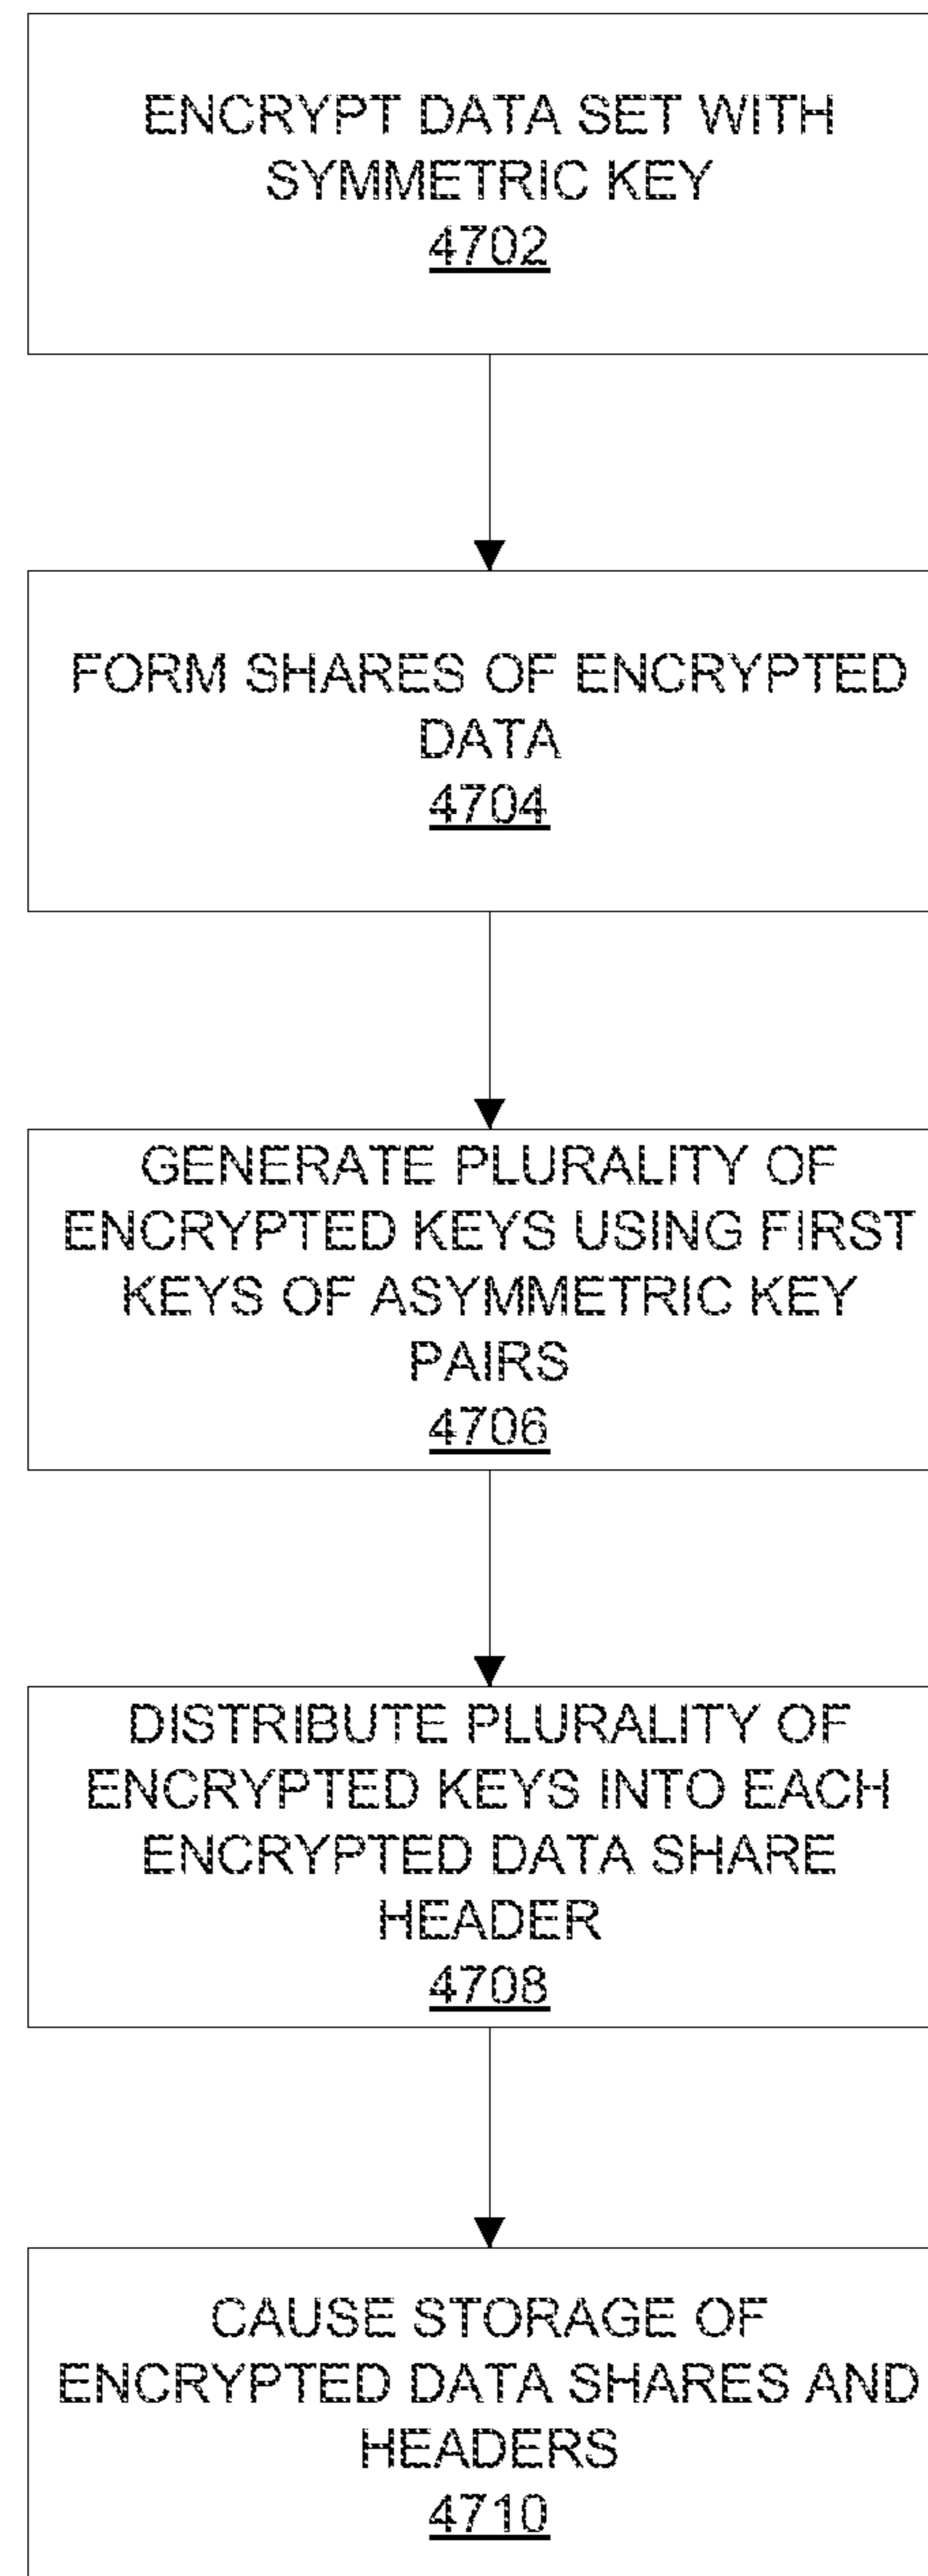 ENCRYPT DATA SET WITH
SYMMETRIC KEY
4702
FORM SHARES OF ENCRYPTED
DATA
4704
GENERATE PLURALITY OF
ENCRYPTED KEYS USING FIRST
KEYS OF ASYMMETRIC KEY
PAIRS
4706
DISTRIBUTE PLURALITY OF
ENCRYPTED KEYS INTO EACH
ENCRYPTED DATA SHARE
HEADER
4708
CAUSE STORAGE OF
ENCRYPTED DATA SHARES AND
HEADERS
4710